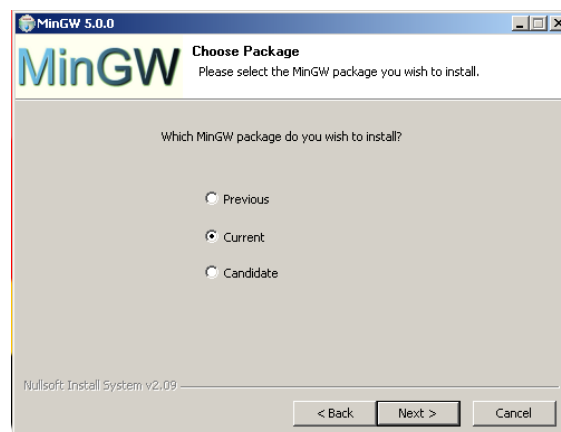 MinGW 5.0.0
MinGW
Choose Package
Please select the MinGW package you wish to install.
Which MinGW package do you wish to install?
Previous
Current
Candidate
Nullsoft Install System v2.09
< Back
Next >
Cancel